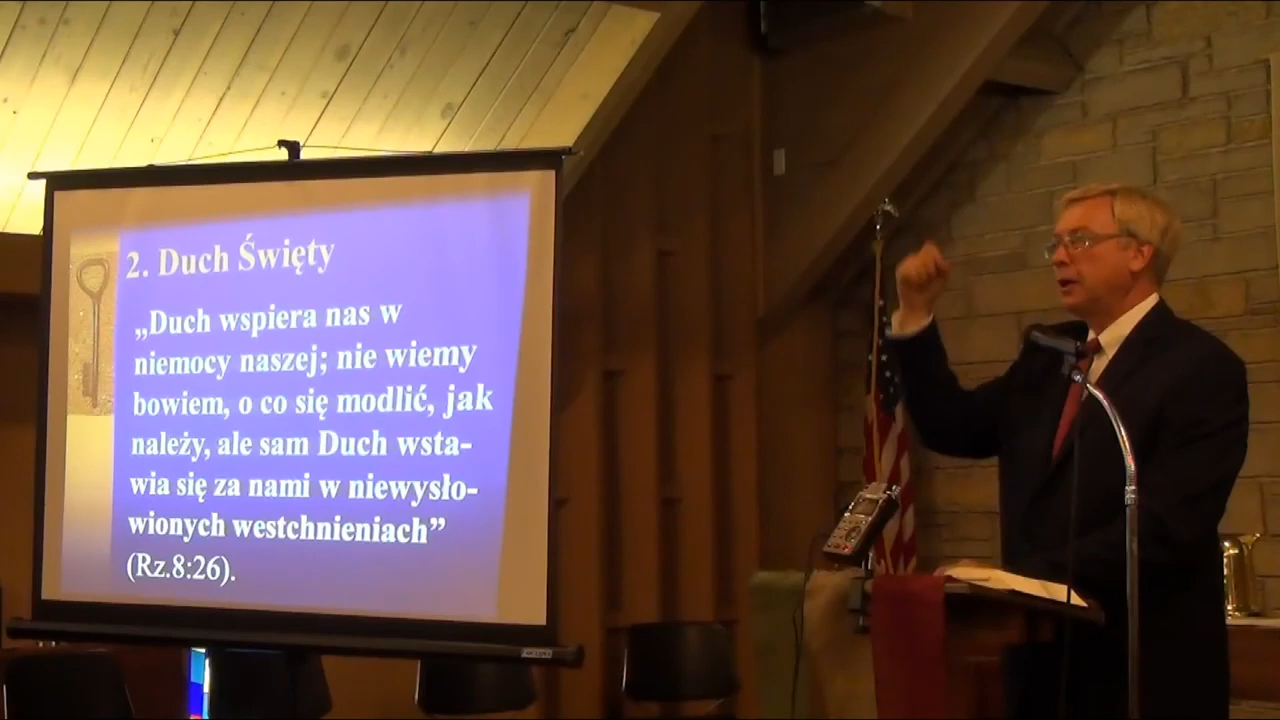 2. Duch Święty
„Duch wspiera nas w
niemocy naszej; nie wiemy
bowiem, o co się modlić, jak
należy, ale sam Duch wsta-
wia się za nami w niewysło-
wionych westchnieniach”
(Rz.8:26).